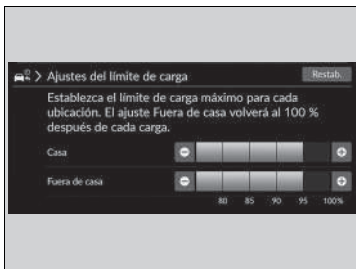 Ajustes del límite de carga
Restab.
Establezca el límite de carga máximo para cada
ubicación. El ajuste Fuera de casa volverá al 100 %
después de cada carga.
Casa
Fuera de casa
80 85 90 95 100%